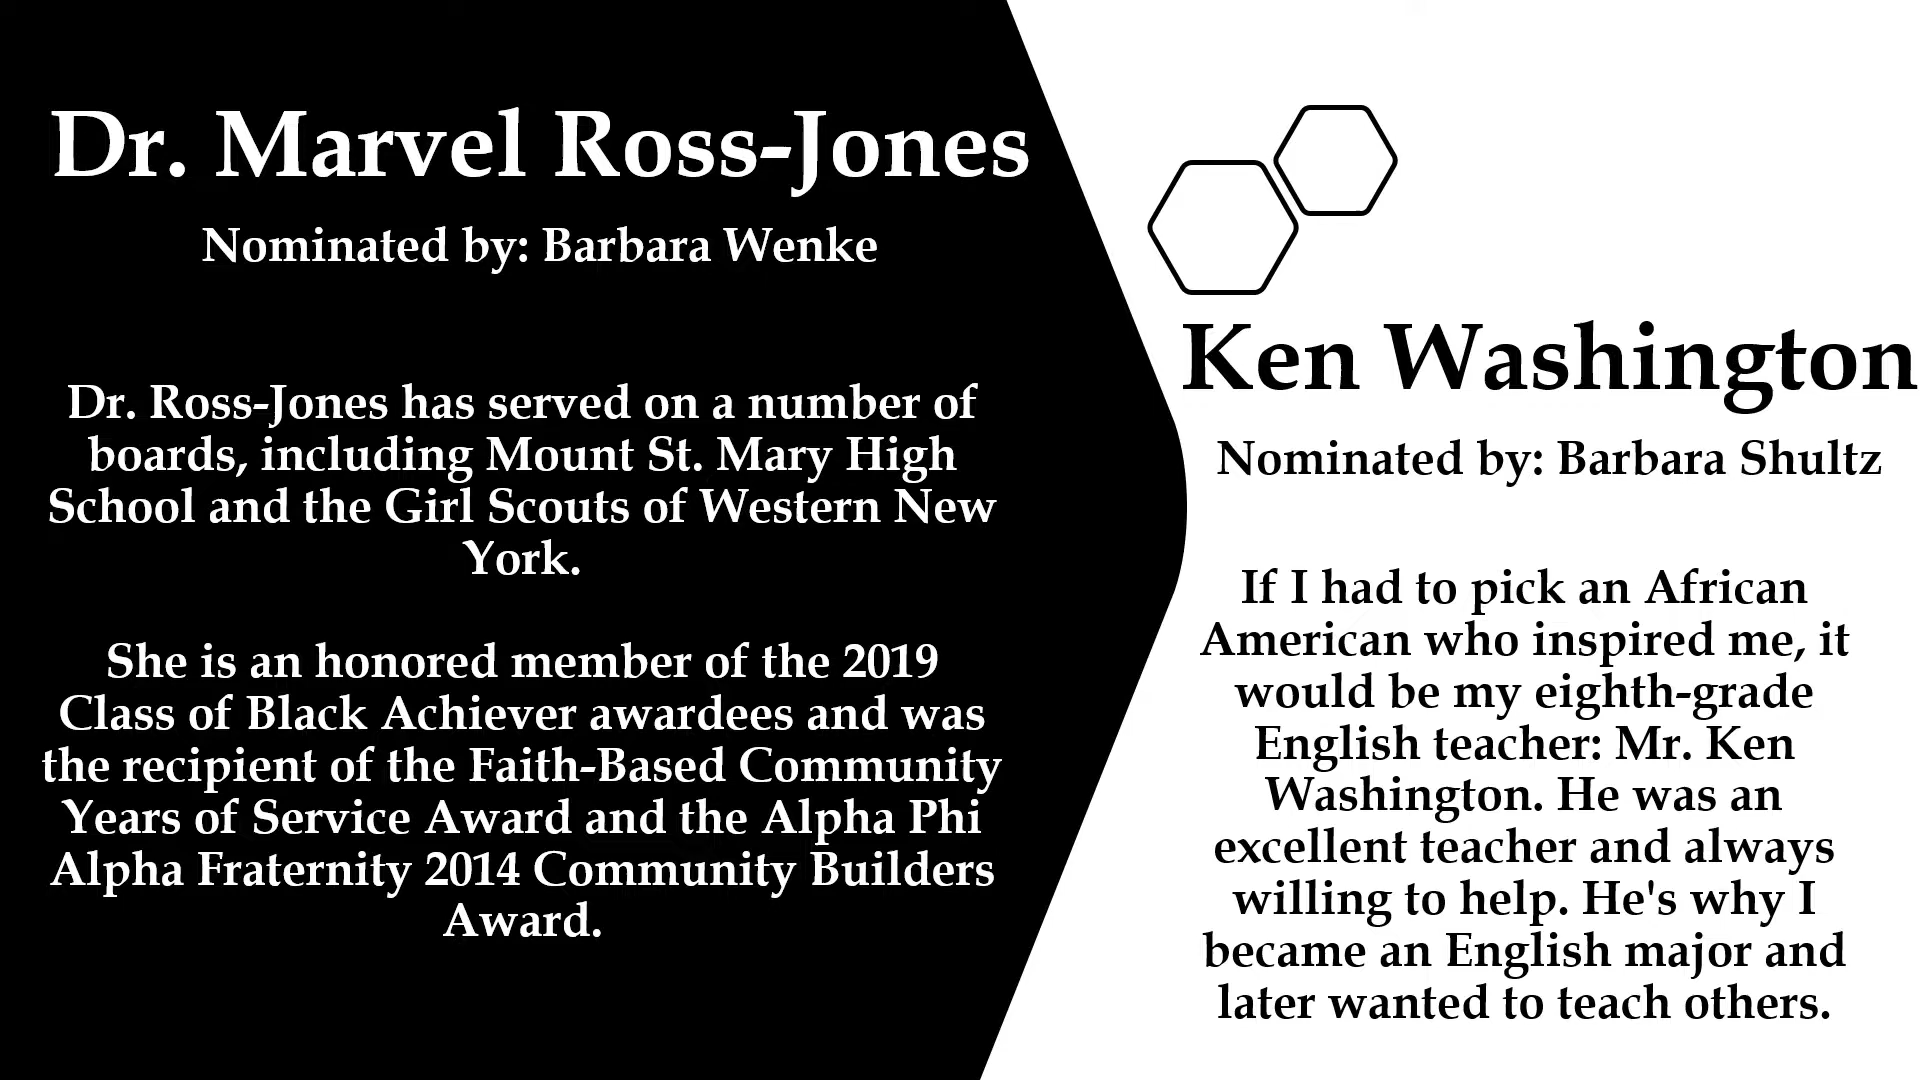 Dr. Marvel Ross-Jones
Nominated by: Barbara Wenke
Dr. Ross-Jones has served on a number of
boards, including Mount St. Mary High
School and the Girl Scouts of Western New
York.
She is an honored member of the 2019
Class of Black Achiever awardees and was
the recipient of the Faith-Based Community
Years of Service Award and the Alpha Phi
Alpha Fraternity 2014 Community Builders
Award.
Ken Washington
Nominated by: Barbara Shultz
If I had to pick an African
American who inspired me, it
would be my eighth-grade
English teacher: Mr. Ken
Washington. He was an
excellent teacher and always
willing to help. He's why I
became an English major and
later wanted to teach others.